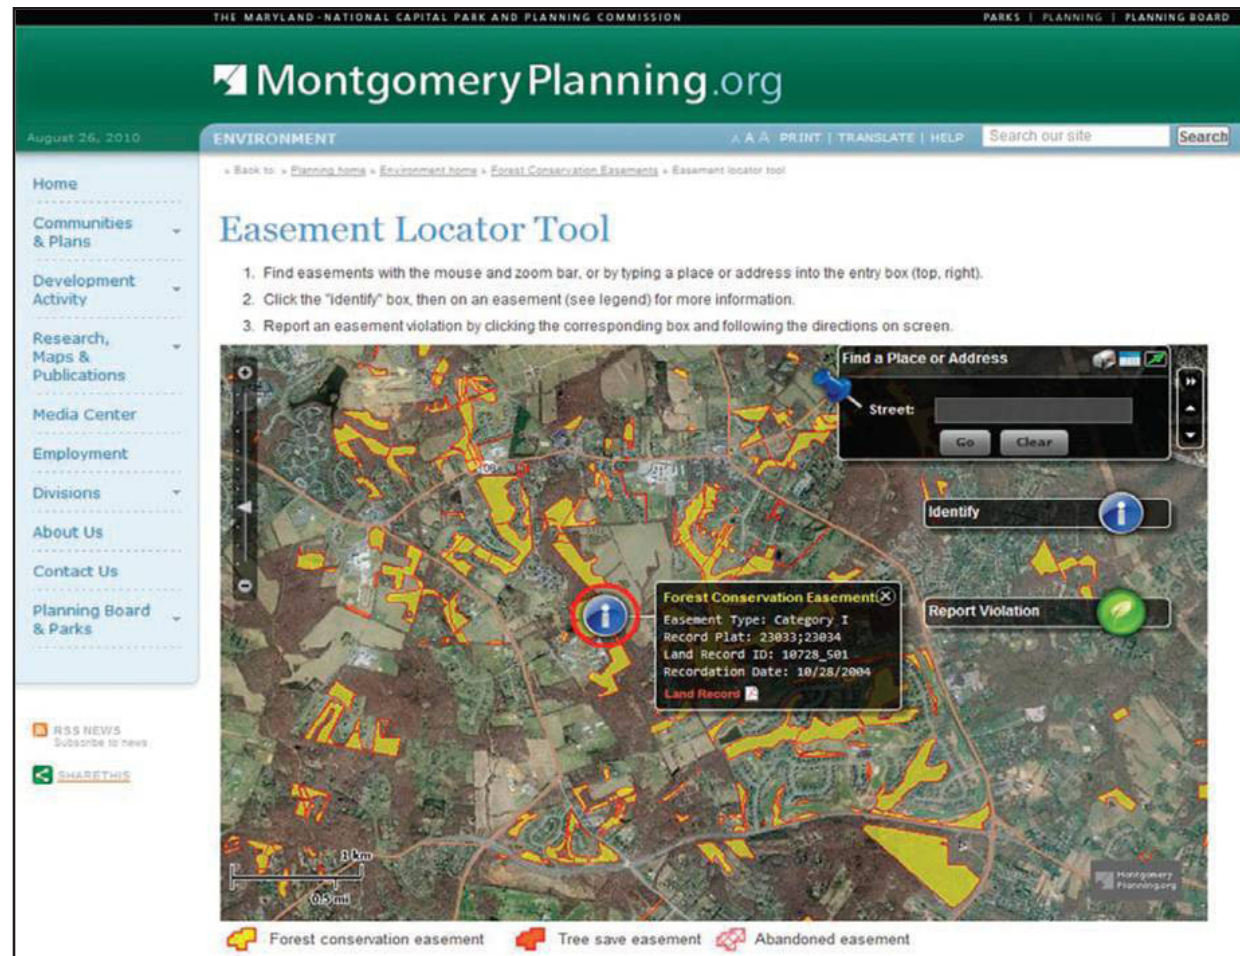 THE MARYLAND-NATIONAL CAPITAL PARK AND PLANNING COMMISSION
PARKS | PLANNING | PLANNING BOARD
MontgomeryPlanning.org
August 26, 2010
ENVIRONMENT
A A A PRINT | TRANSLATE | HELP
Search our site
Search
» Back to: » Planning home » Environment home » Forest Conservation Easements » Easement locator tool
Home
Communities
& Plans
Development
Activity
Research,
Maps &
Publications
Media Center
Employment
Divisions
About Us
Contact Us
Planning Board
& Parks
RSS NEWS
Subscribe to news
SHARETHIS
Easement Locator Tool
1. Find easements with the mouse and zoom bar, or by typing a place or address into the entry box (top, right).
2. Click the "Identify" box, then on an easement (see legend) for more information.
3. Report an easement violation by clicking the corresponding box and following the directions on screen.
Find a Place or Address
Street:
Go
Clear
Identify
Report Violation
Forest Conservation Easement
Easement Type: Category I
Record Plat: 23033;23034
Land Record ID: 10728_501
Recordation Date: 10/28/2004
Land Record
1 km
0.5 mi
Montgomery
Planning.org
Forest conservation easement
Tree save easement
Abandoned easement